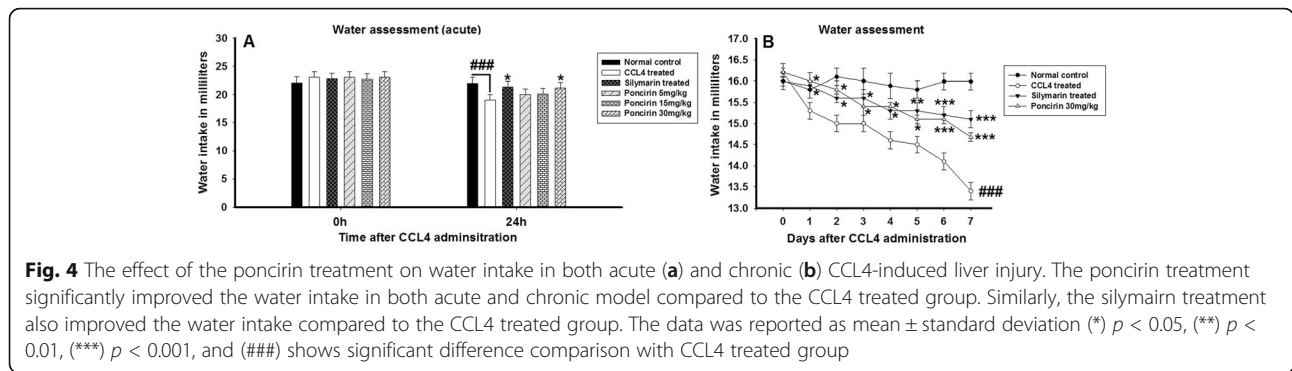 Water assessment (acute)
A
Water intake in milliliters
30
25
20
15
10
5
0
###
*
*
Normal control
CCL4 treated
Silymarin treated
Poncirin 5mg/kg
Poncirin 15mg/kg
Poncirin 30mg/kg
0h
24h
Time after CCL4 adminsitration
Water assessment
B
Water intake in milliliters
17.0
16.5
16.0
15.5
15.0
14.5
14.0
13.5
13.0
* * * * ** ***
* * * * * ***
***
***
###
Normal control
CCL4 treated
Silymarin treated
Poncirin 30mg/kg
0 1 2 3 4 5 6 7
Days after CCL4 administration
Fig. 4 The effect of the poncirin treatment on water intake in both acute (a) and chronic (b) CCL4-induced liver injury. The poncirin treatment
significantly improved the water intake in both acute and chronic model compared to the CCL4 treated group. Similarly, the silymairn treatment
also improved the water intake compared to the CCL4 treated group. The data was reported as mean ± standard deviation (*) p < 0.05, (**) p <
0.01, (***) p < 0.001, and (###) shows significant difference comparison with CCL4 treated group